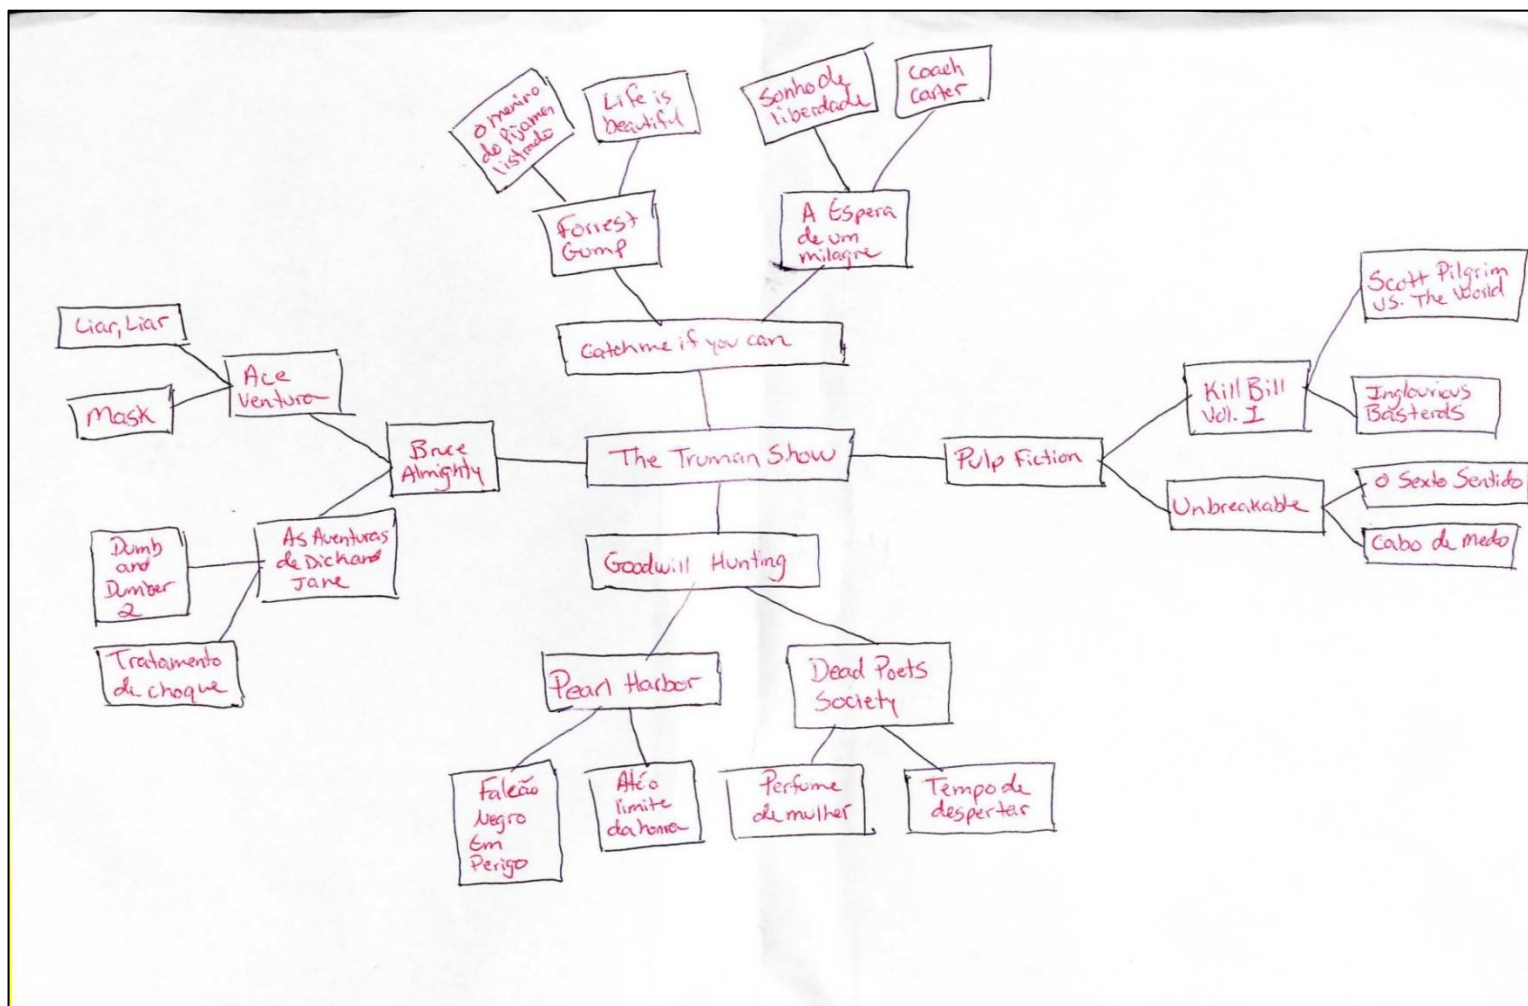 O menino
do Pijama
listrado
Life is
beautiful
Sonho de
liberdade
Coach
Carter
Forrest
Gump
A Espera
de um
milagre
Catch me if you can
Scott Pilgrim
vs. The World
Liar, Liar
Ace
Ventura
Mask
Kill Bill
Vol. I
Inglourious
Basterds
Bruce
Almighty
The Truman Show
Pulp Fiction
O Sexto Sentido
Unbreakable
Cabo de medo
Dumb
and
Dumber
2
As Aventuras
de Dick and
Jane
Goodwill Hunting
Tratamento
de choque
Pearl Harbor
Dead Poets
Society
Falcão
Negro
Em
Perigo
Até o
limite
da honra
Perfume
de mulher
Tempo de
despertar